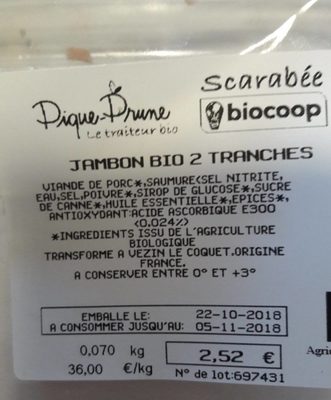 Pique Prune
Le traiteur bio
Scarabée
biocoop
JAMBON BIO 2 TRANCHES
VIANDE DE PORC*,SAUMURE<SEL NITRITE,
EAU,SEL,POIVRE*,SIROP DE GLUCOSE*,SUCRE
DE CANNE*,HUILE ESSENTIELLE*,EPICES*,
ANTIOXYDANT:ACIDE ASCORBIQUE E300
<0.024%)
*INGREDIENTS ISSU DE L'AGRICULTURE
BIOLOGIQUE
TRANSFORME A VEZIN LE COQUET.ORIGINE
FRANCE.
A CONSERVER ENTRE 0° ET +3°
EMBALLE LE: 22-10-2018
A CONSOMMER JUSQU'AU: 05-11-2018
0,070 kg 2,52 €
36,00 €/kg N° de lot:697431